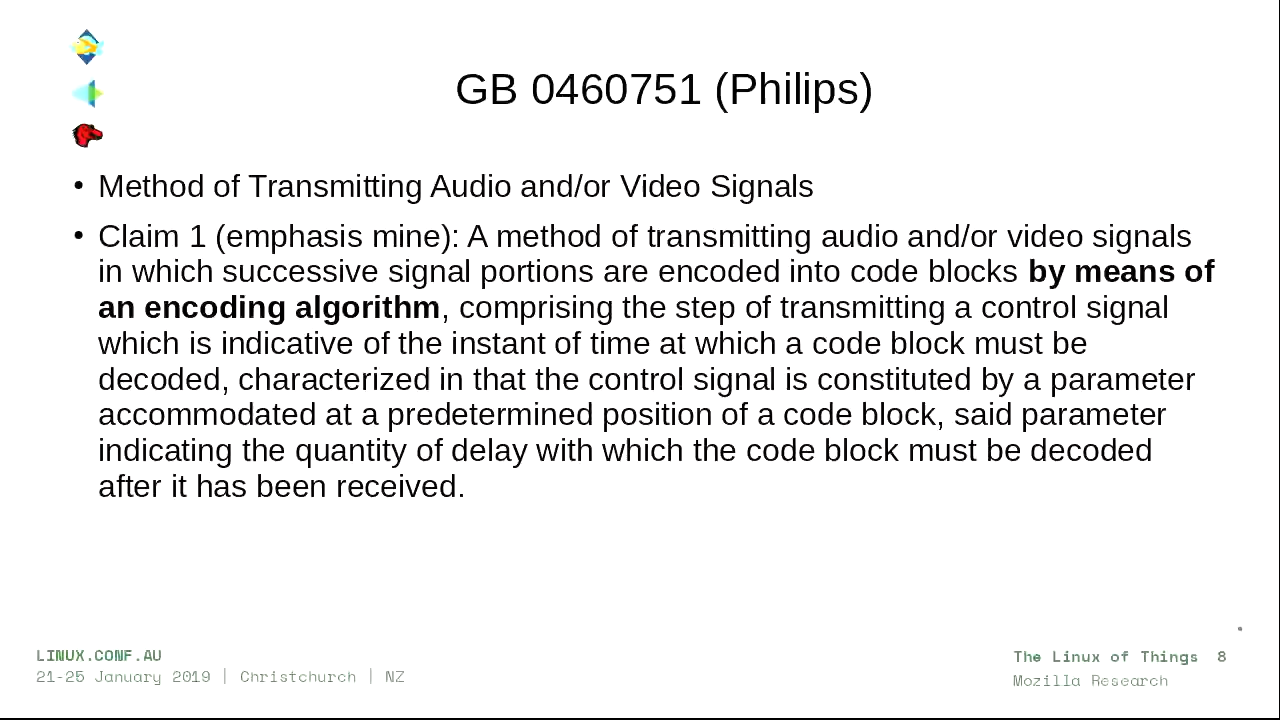 GB 0460751 (Philips)
• Method of Transmitting Audio and/or Video Signals
• Claim 1 (emphasis mine): A method of transmitting audio and/or video signals
in which successive signal portions are encoded into code blocks by means of
an encoding algorithm, comprising the step of transmitting a control signal
which is indicative of the instant of time at which a code block must be
decoded, characterized in that the control signal is constituted by a parameter
accommodated at a predetermined position of a code block, said parameter
indicating the quantity of delay with which the code block must be decoded
after it has been received.
LINUX.CONF.AU
21-25 January 2019 | Christchurch | NZ
The Linux of Things 8
Mozilla Research